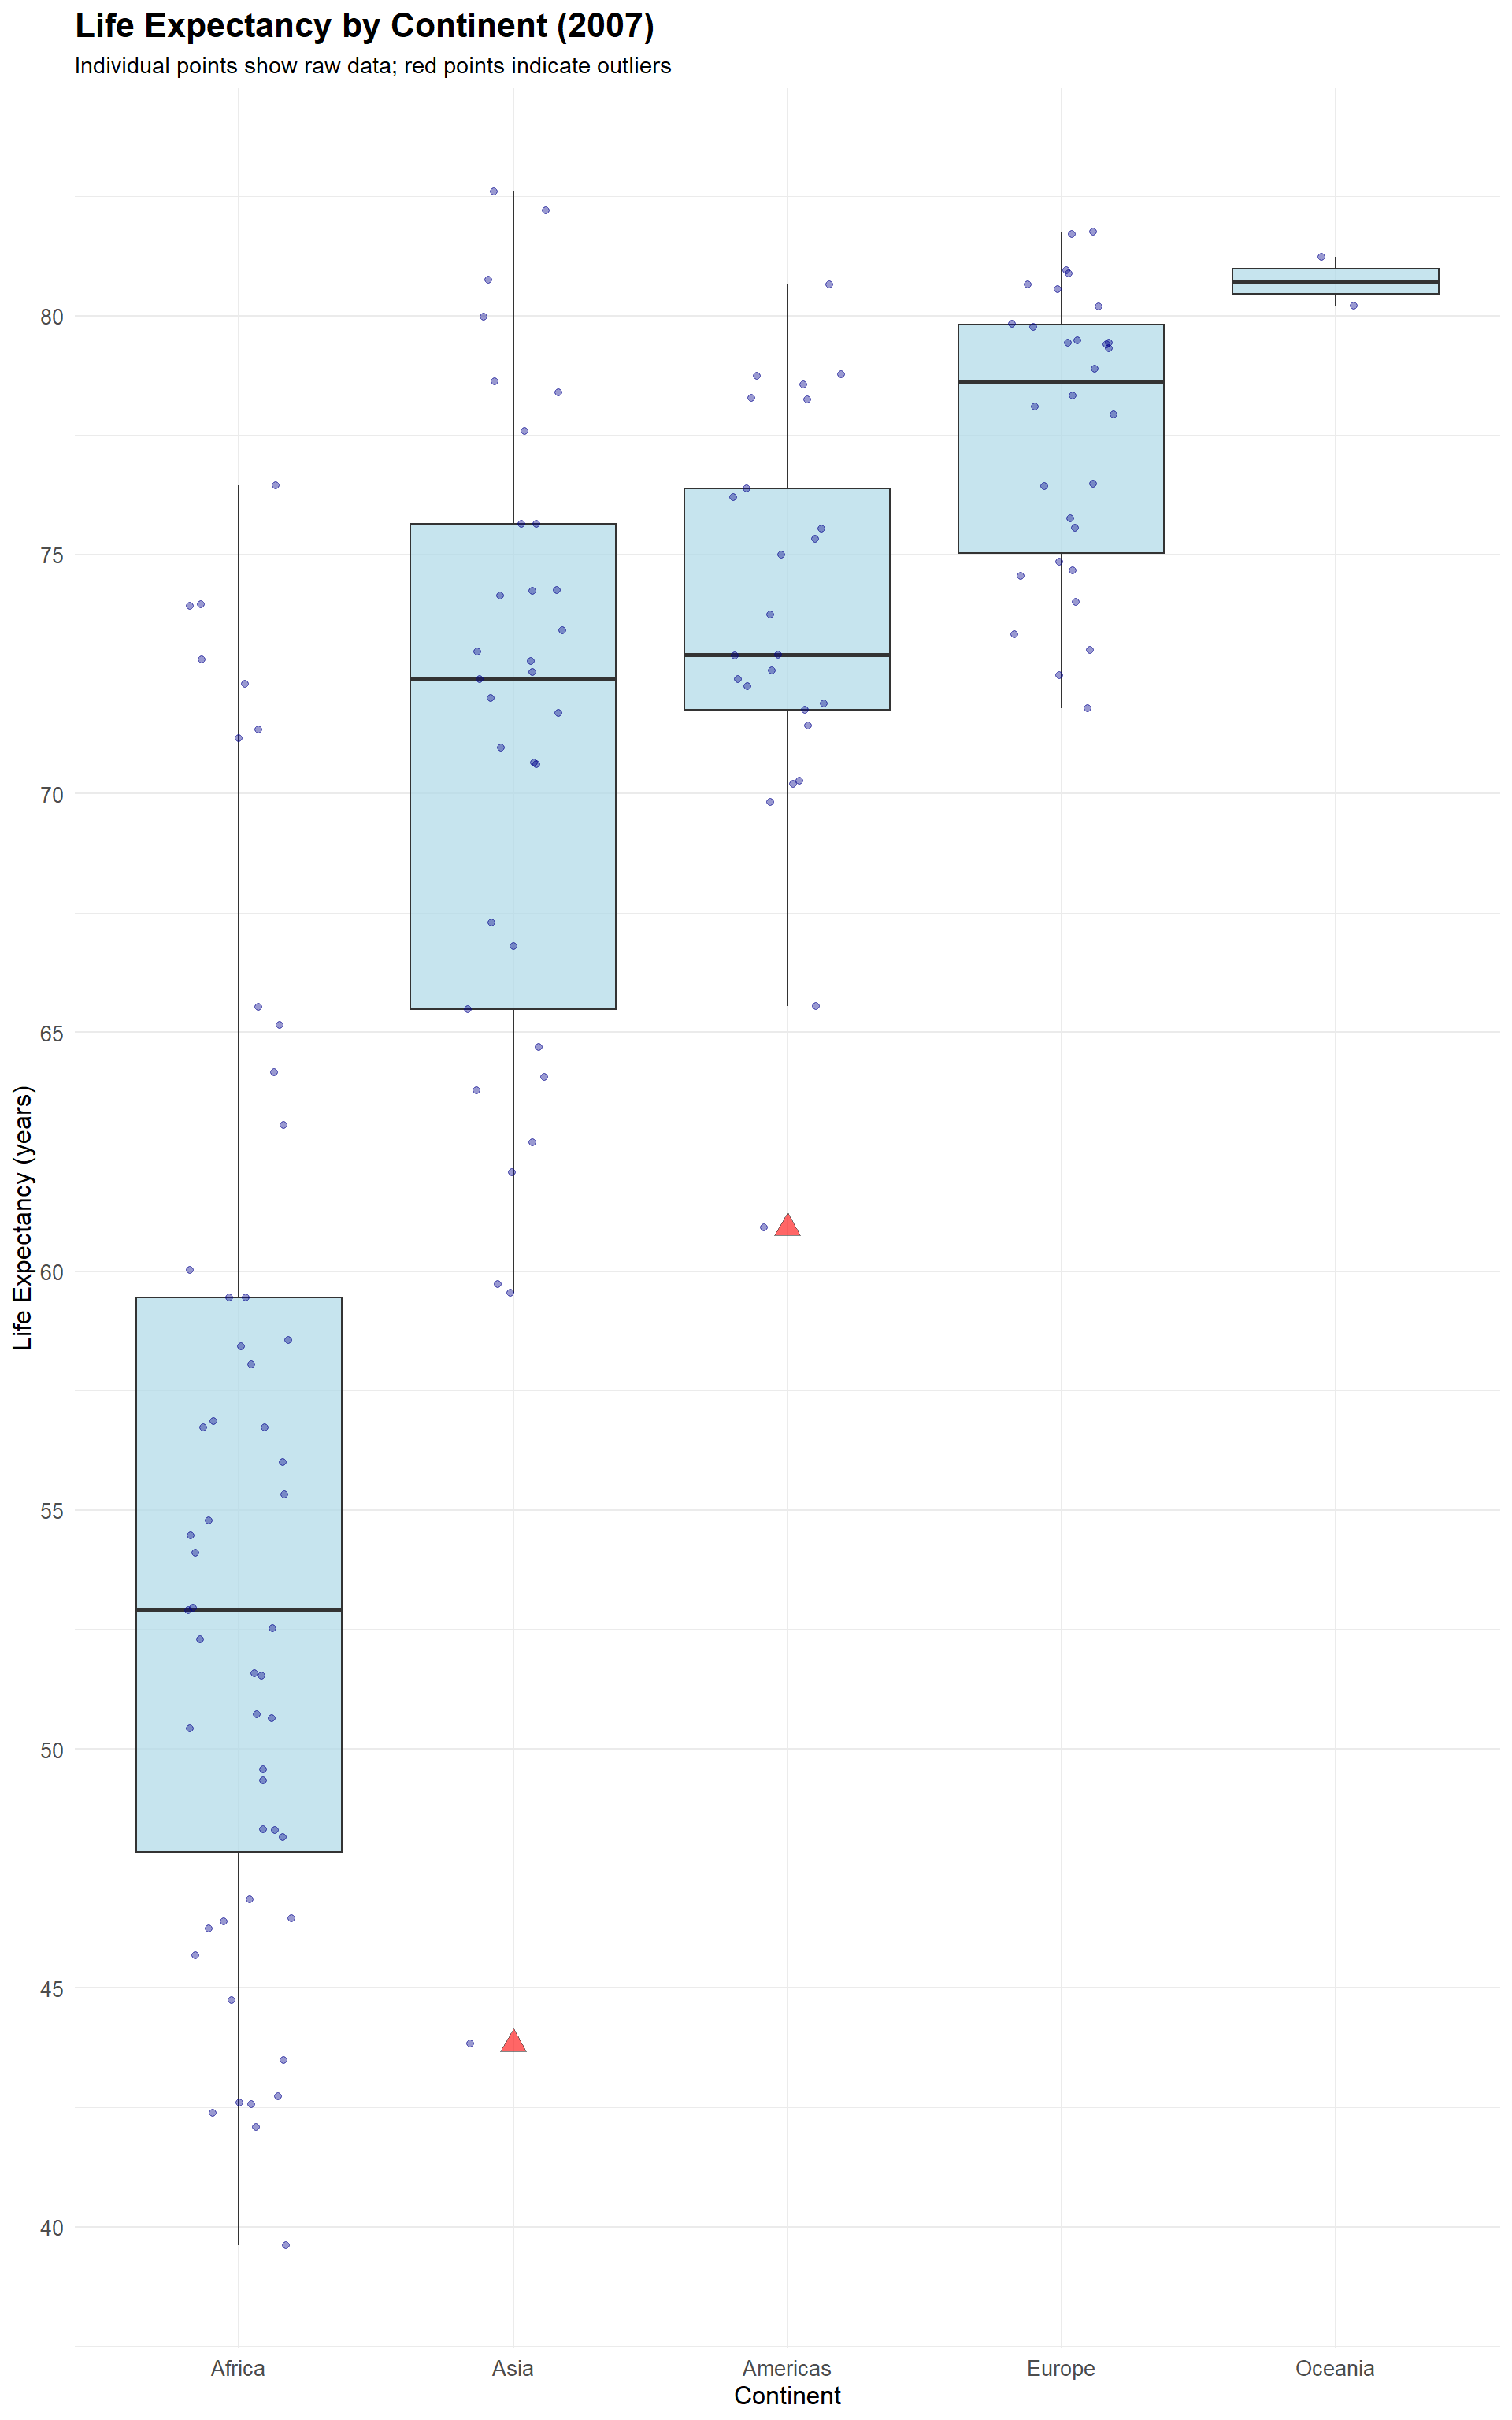 Life Expectancy by Continent (2007)
Individual points show raw data; red points indicate outliers
Life Expectancy (years)
80
75
70
65
60
55
50
45
40
Africa
Asia
Americas
Europe
Oceania
Continent